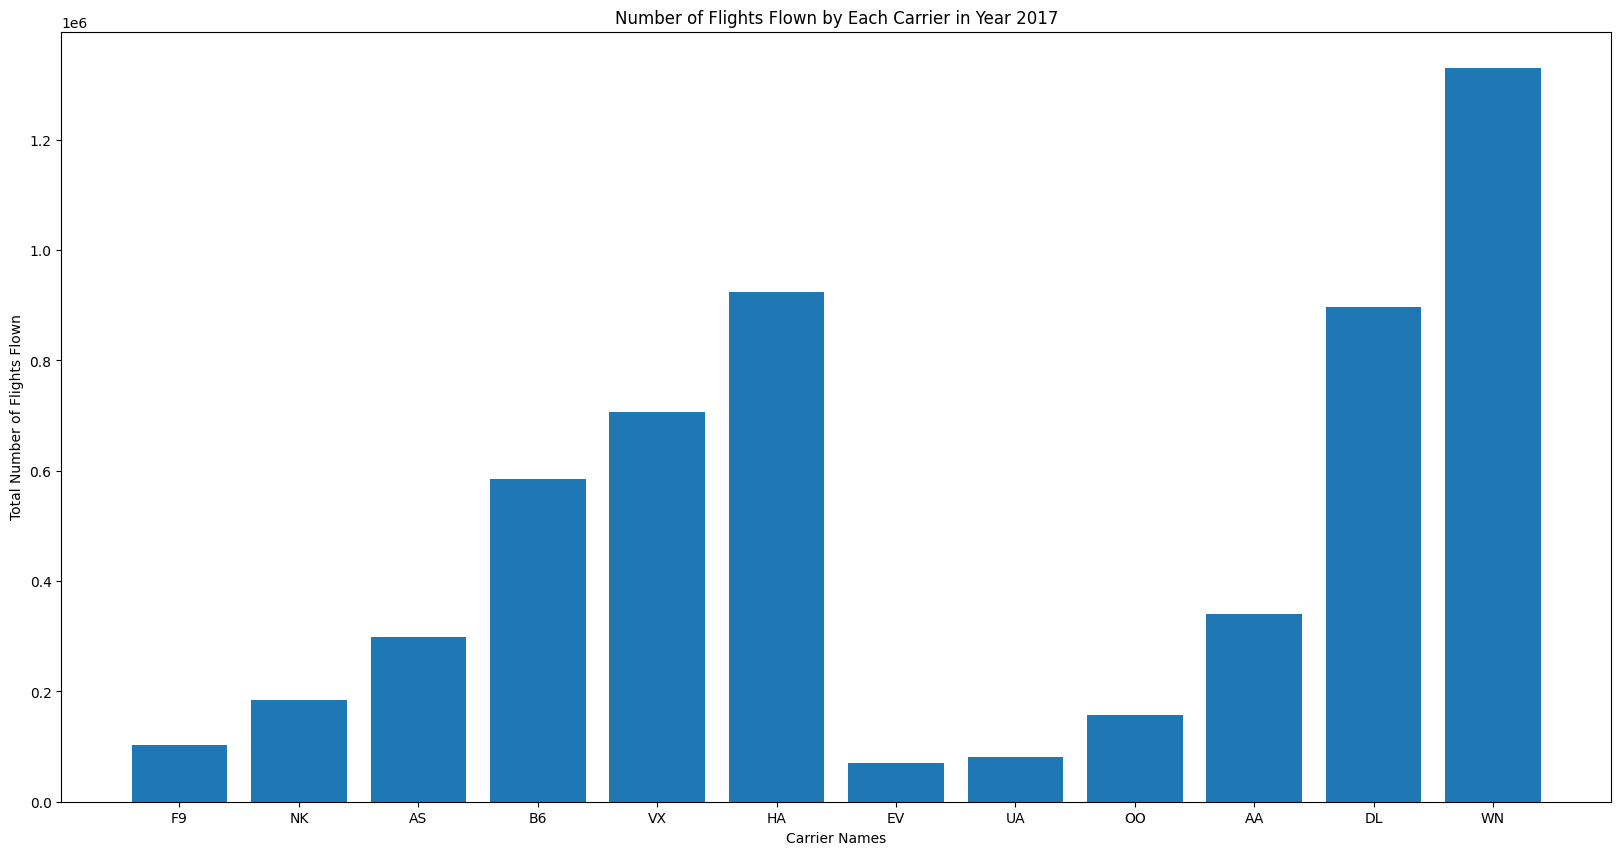 Number of Flights Flown by Each Carrier in Year 2017
1e6
1.2
1.0
0.8
0.6
0.4
0.2
0.0
Total Number of Flights Flown
F9 NK AS B6 VX HA EV UA OO AA DL WN
Carrier Names